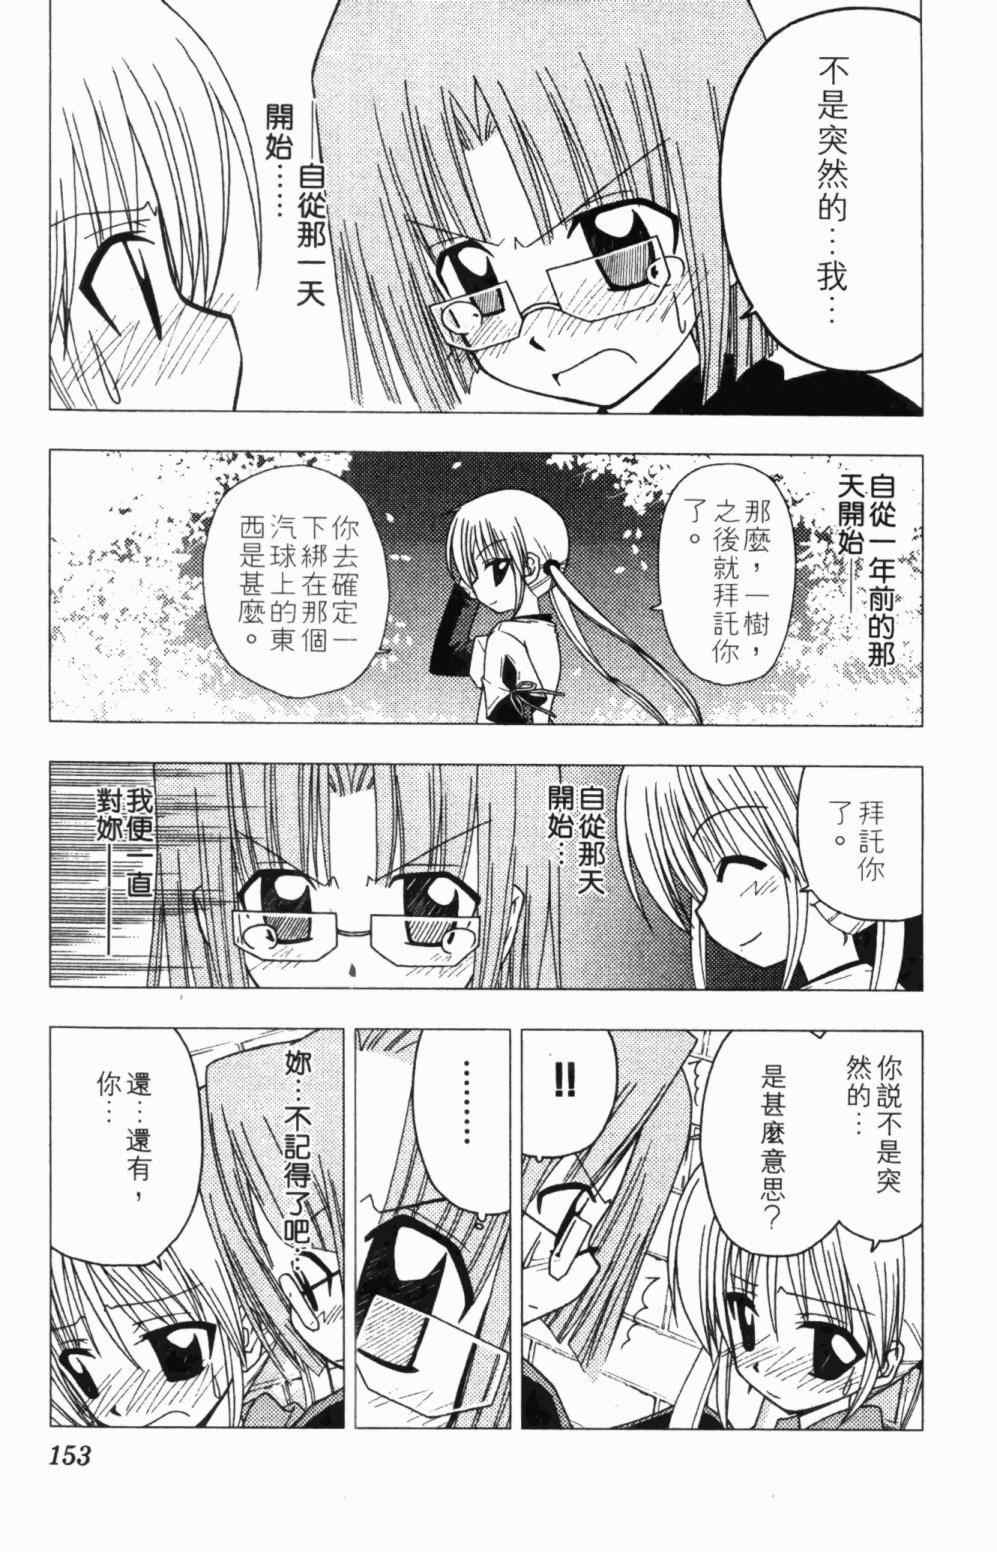 不是突然的…我…
——自從那一天
開始……
自從一年前的那
天開始——
那麼，一樹，
之後就拜託你
了。
你去確定一
下綁在那個
汽球上的東
西是甚麼。
拜託你
了。
自從那天
開始…
我便一直
對妳——
你說不是突
然的…
是甚麼意思？
!!
………
妳…不記得了吧…
還…還有，
你…
153